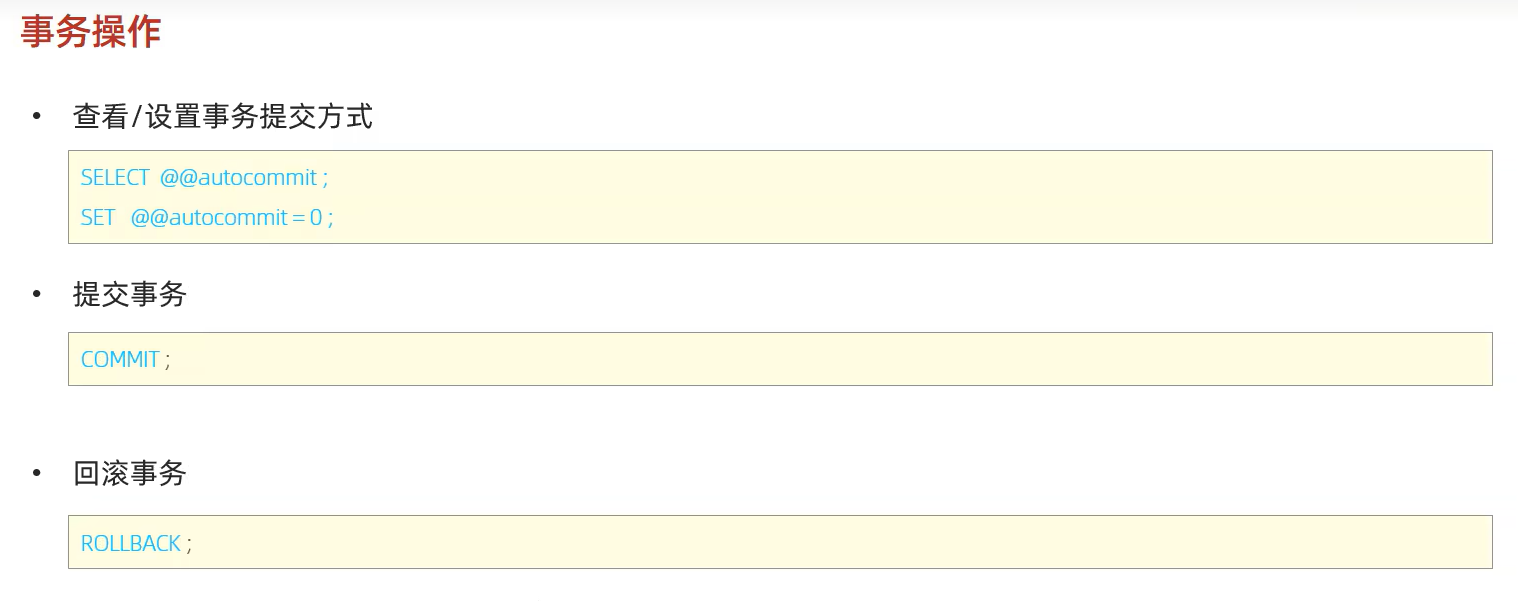 事务操作
• 查看/设置事务提交方式
SELECT @@autocommit ;
SET @@autocommit = 0 ;
• 提交事务
COMMIT ;
• 回滚事务
ROLLBACK ;